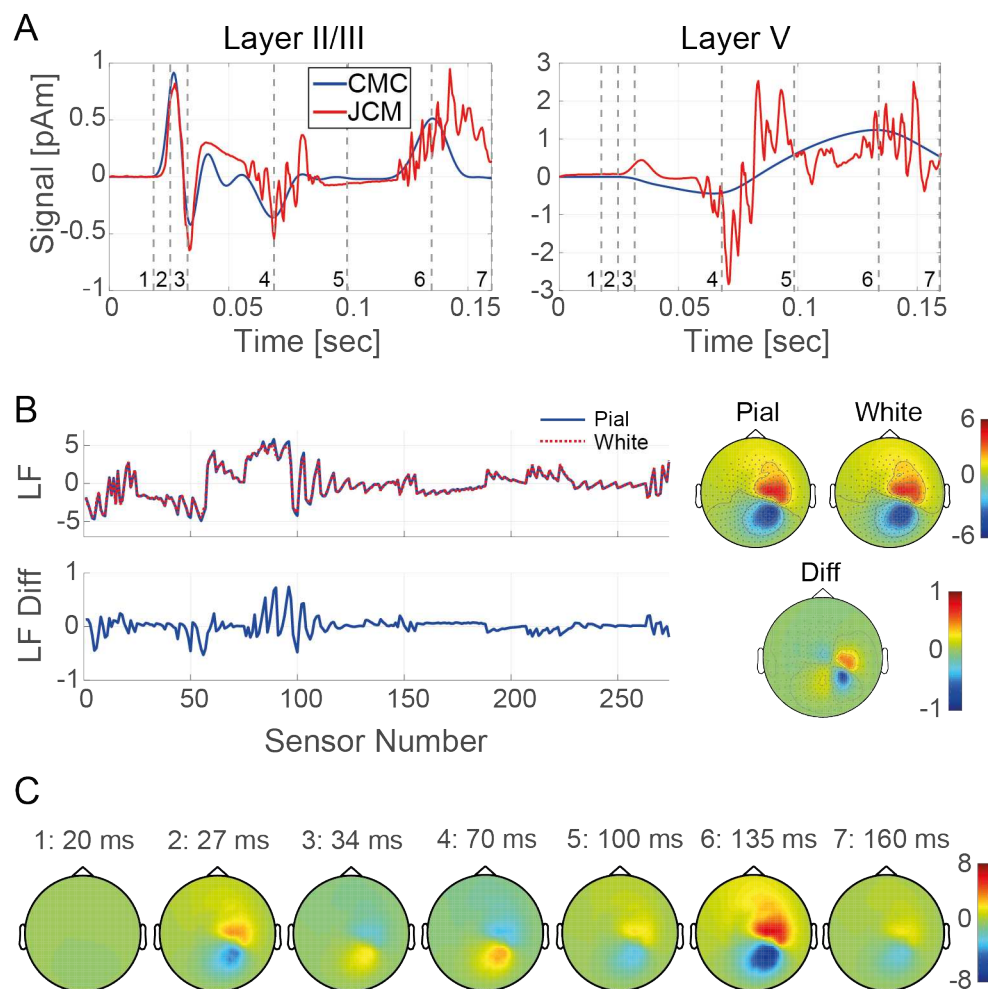 A
Layer II/III
Layer V
Signal [pAm]
1
0.5
0
-0.5
-1
CMC
JCM
1 2 3 4 5 6 7
0 0.05 0.1 0.15
Time [sec]
3
2
1
0
-1
-2
-3
1 2 3 4 5 6 7
0 0.05 0.1 0.15
Time [sec]
B
Pial
White
LF
5
0
-5
Pial White
6
0
-6
LF Diff
1
0
-1
0 50 100 150 200 250
Sensor Number
Diff
1
0
-1
C
1: 20 ms 2: 27 ms 3: 34 ms 4: 70 ms 5: 100 ms 6: 135 ms 7: 160 ms
8
0
-8